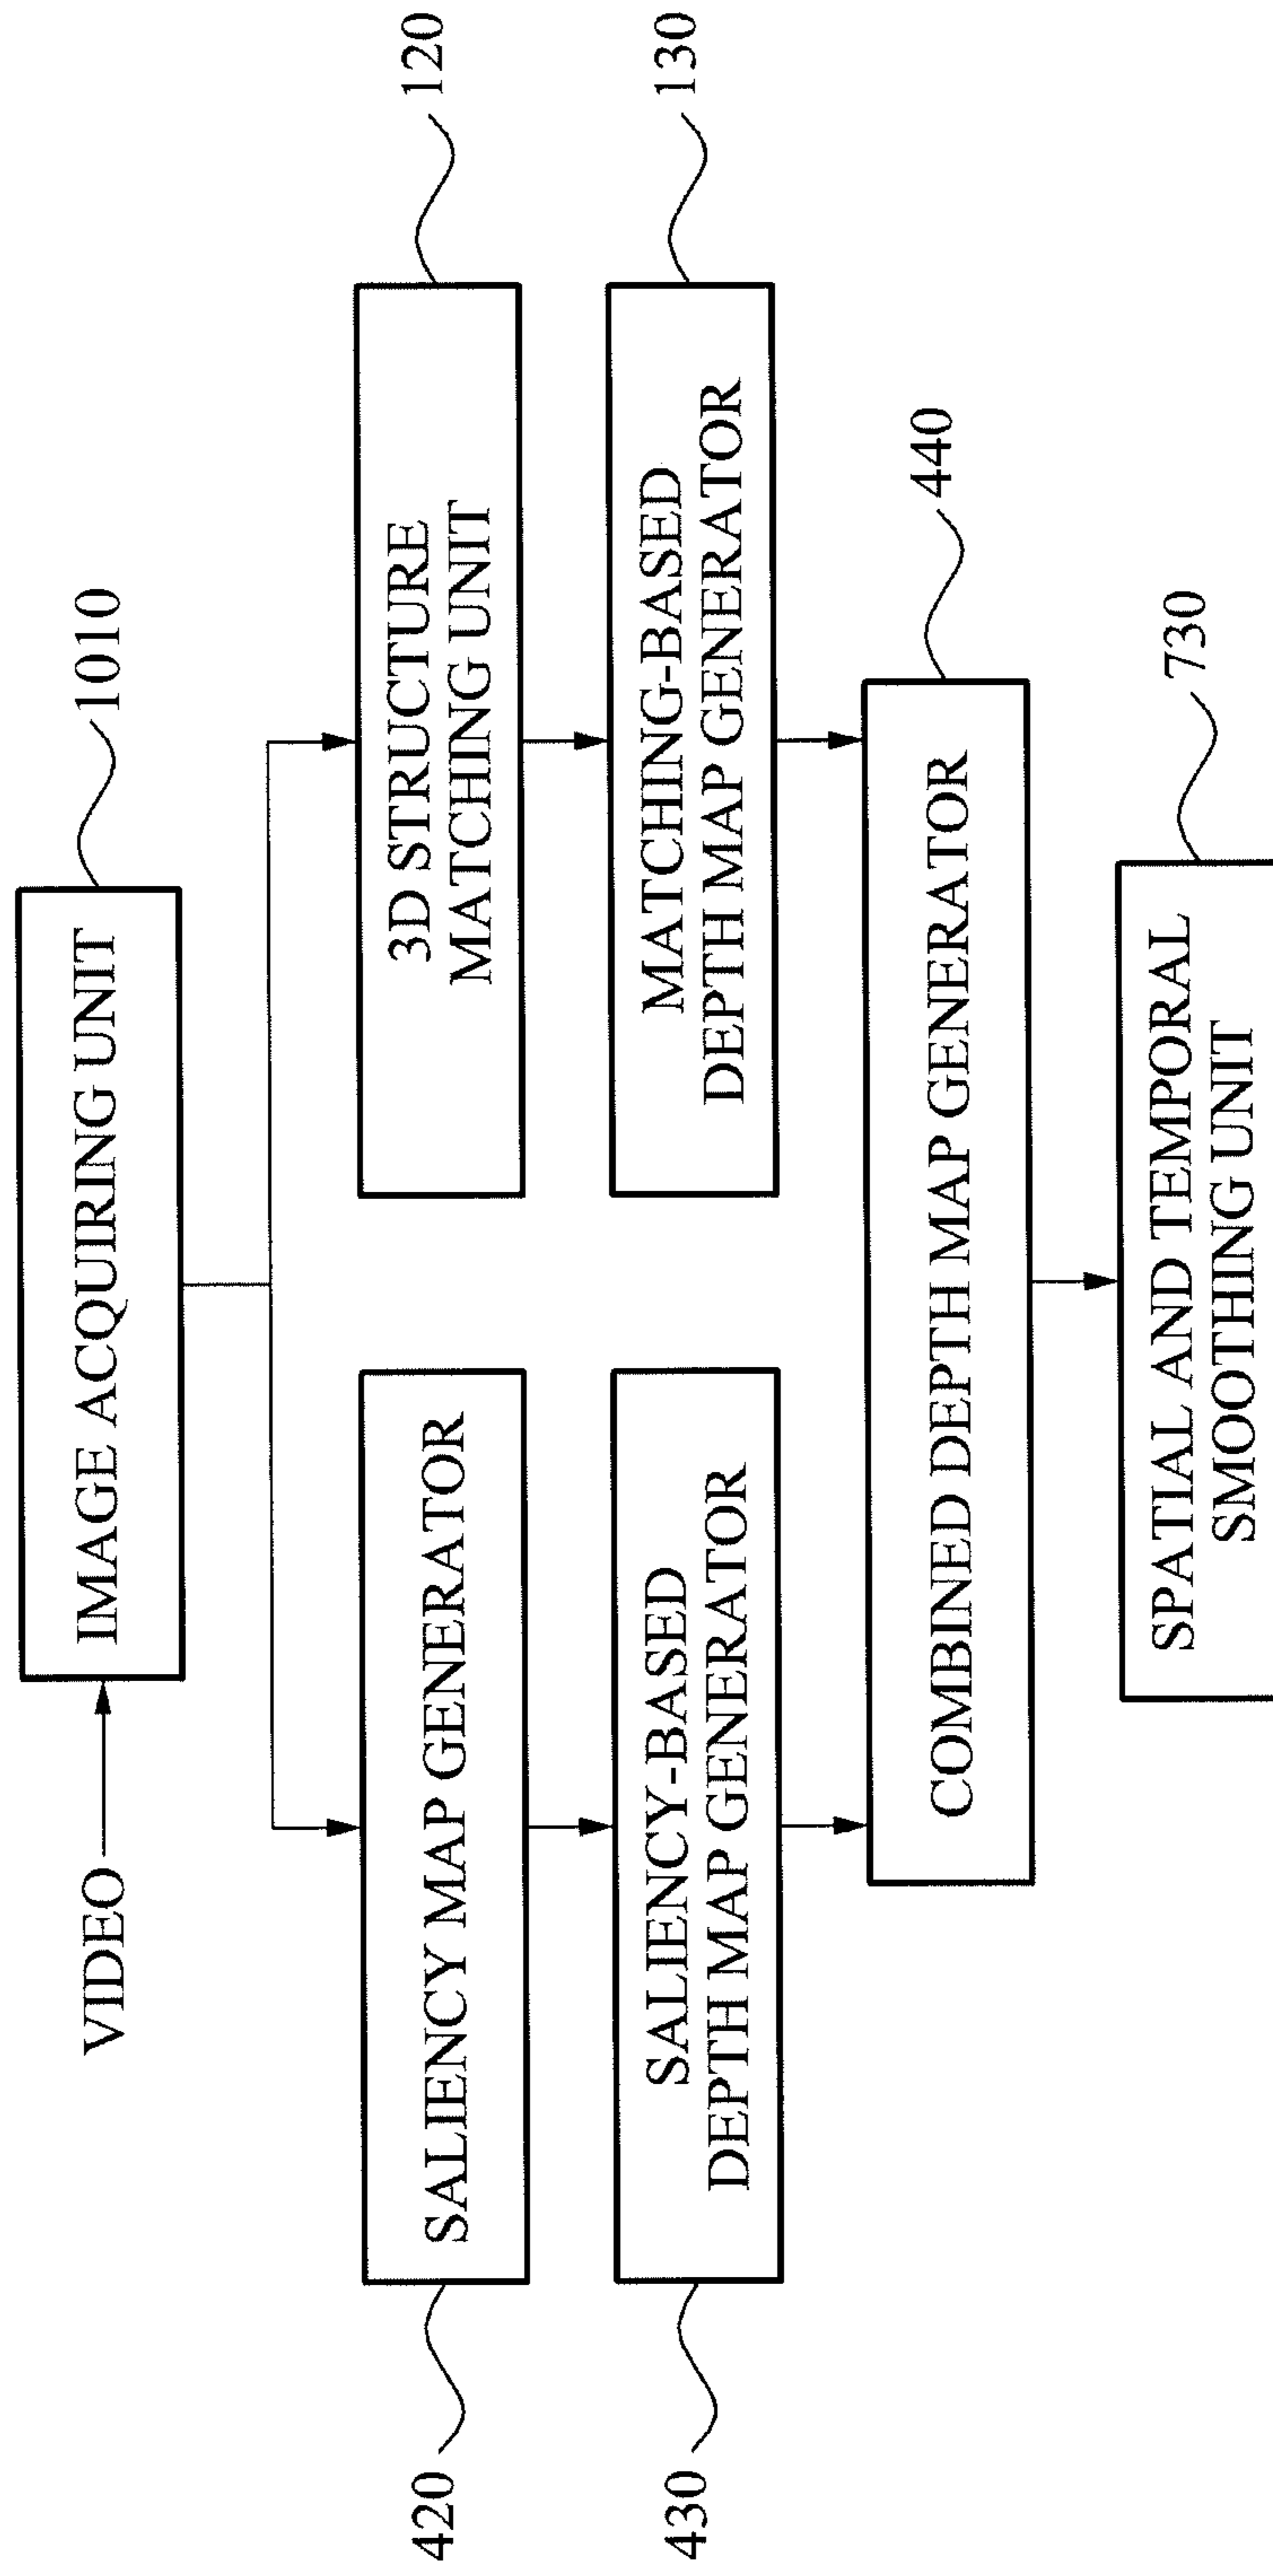 VIDEO
IMAGE ACQUIRING UNIT
1010
420
SALIENCY MAP GENERATOR
3D STRUCTURE
MATCHING UNIT
120
430
SALIENCY-BASED
DEPTH MAP GENERATOR
MATCHING-BASED
DEPTH MAP GENERATOR
130
COMBINED DEPTH MAP GENERATOR
440
SPATIAL AND TEMPORAL
SMOOTHING UNIT
730